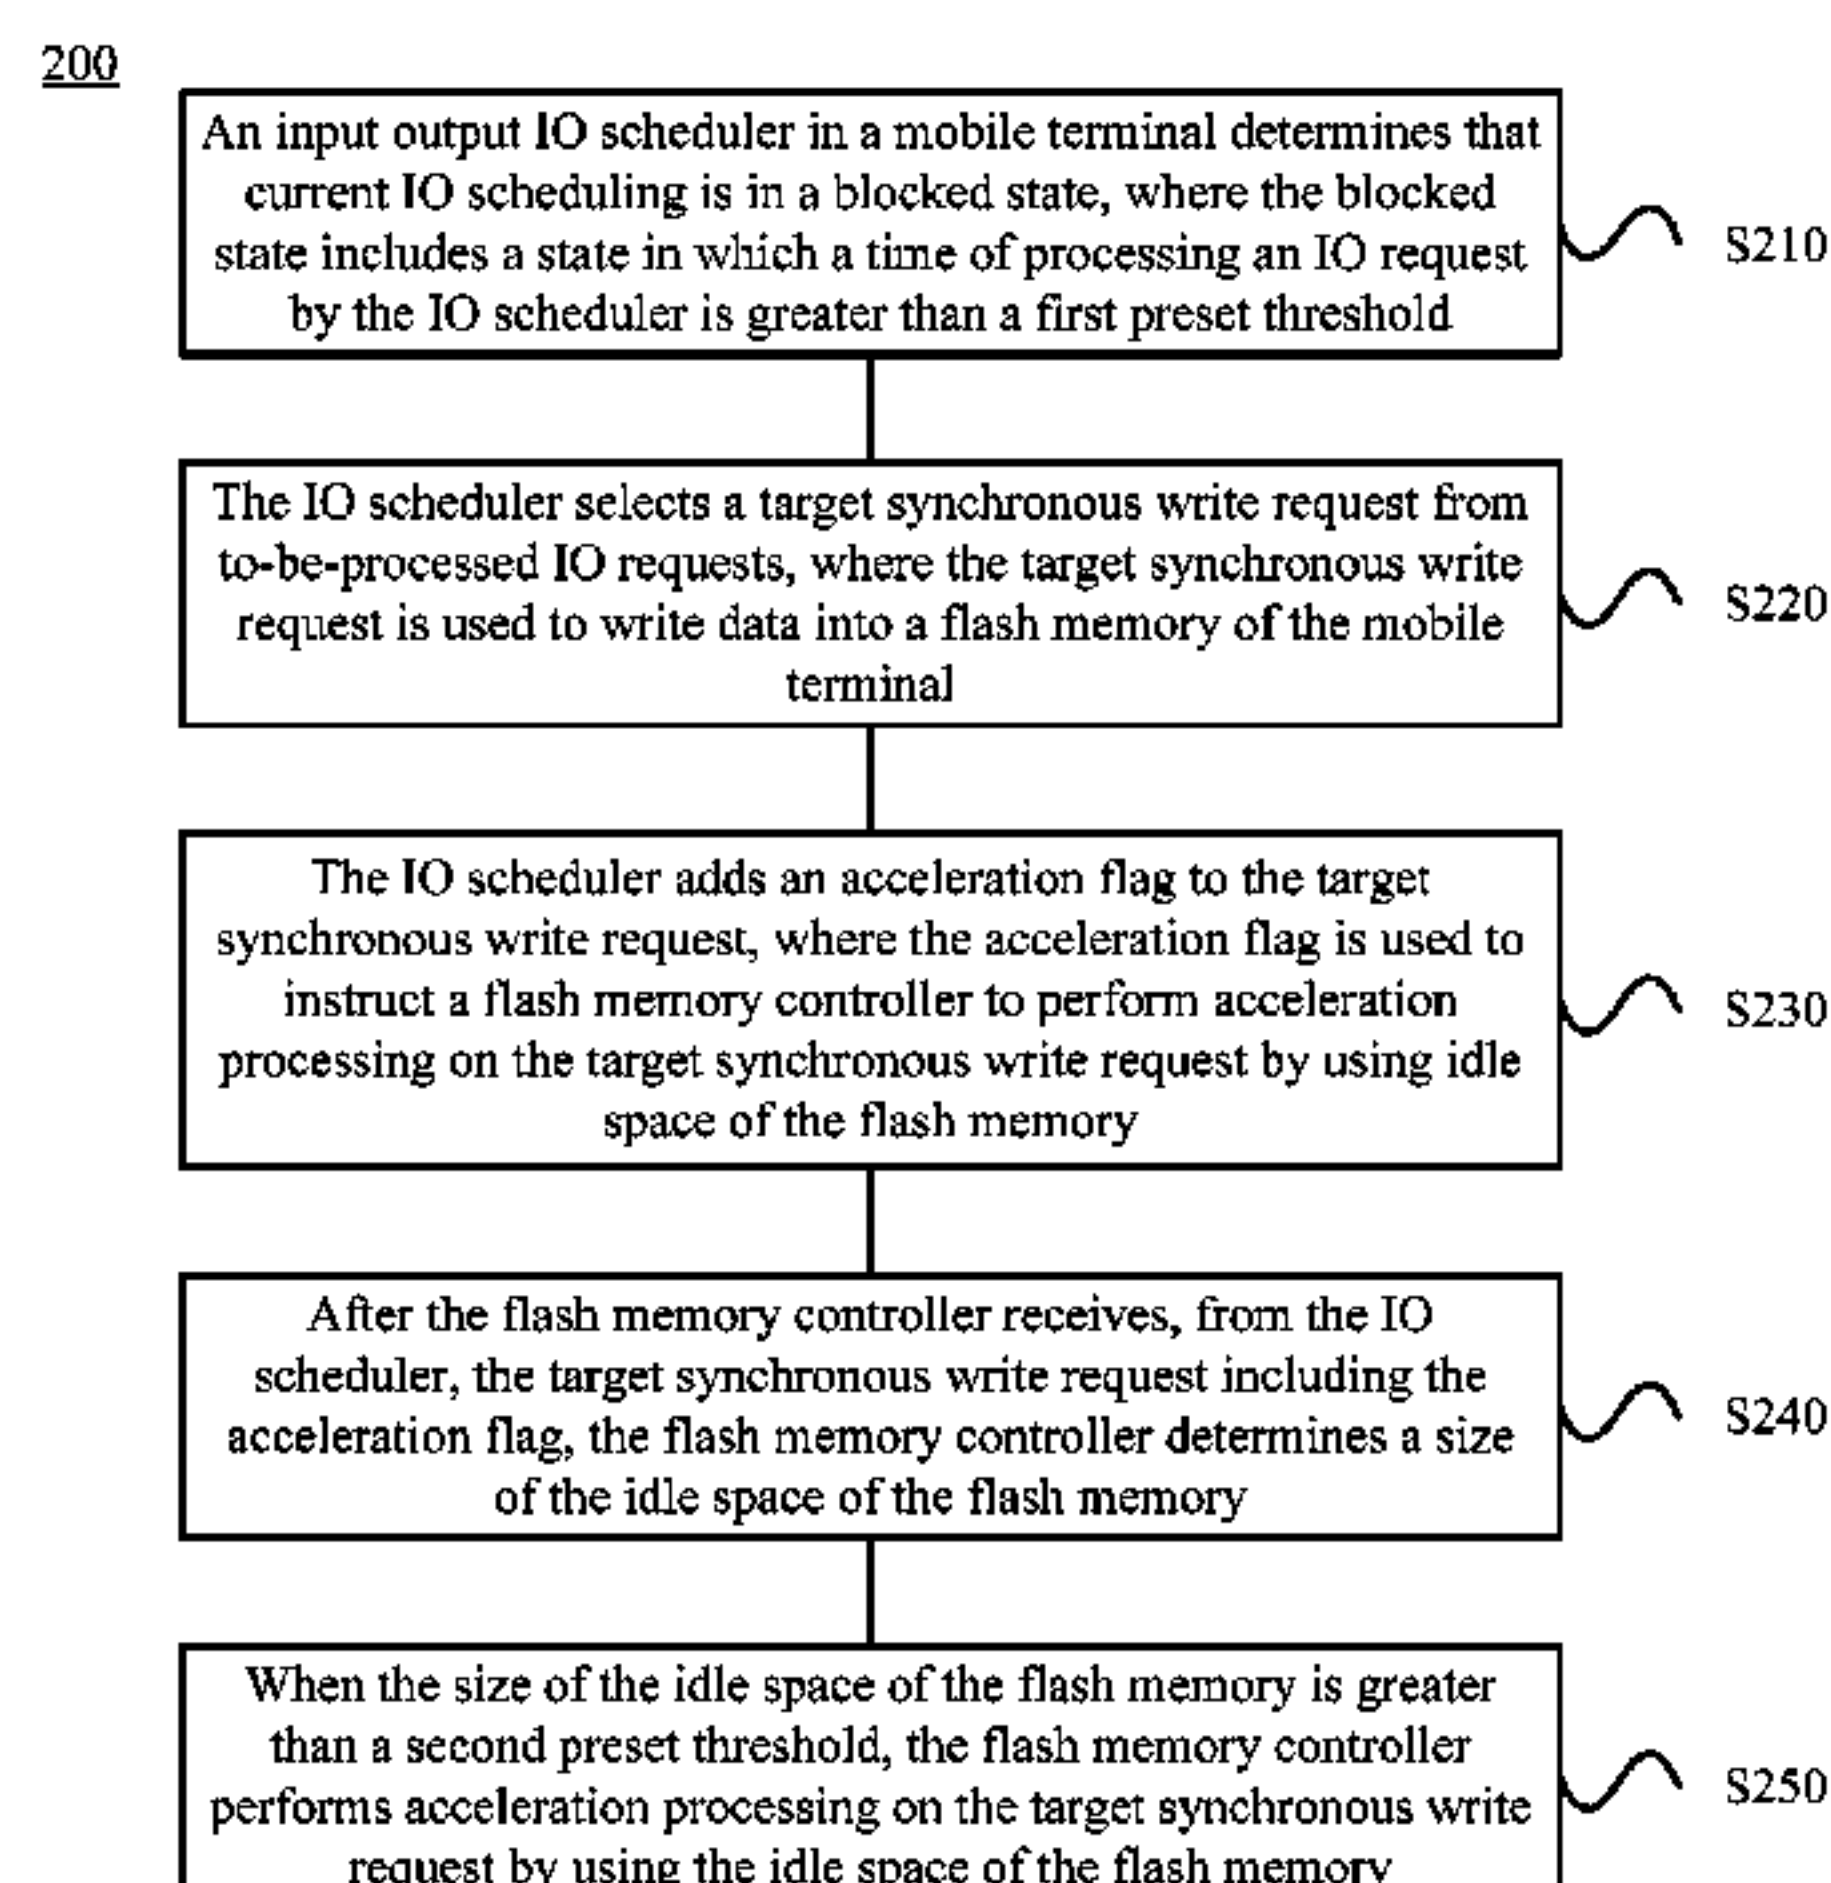 200
An input output IO scheduler in a mobile terminal determines that
current IO scheduling is in a blocked state, where the blocked
state includes a state in which a time of processing an IO request
by the IO scheduler is greater than a first preset threshold
S210
The IO scheduler selects a target synchronous write request from
to-be-processed IO requests, where the target synchronous write
request is used to write data into a flash memory of the mobile
terminal
S220
The IO scheduler adds an acceleration flag to the target
synchronous write request, where the acceleration flag is used to
instruct a flash memory controller to perform acceleration
processing on the target synchronous write request by using idle
space of the flash memory
S230
After the flash memory controller receives, from the IO
scheduler, the target synchronous write request including the
acceleration flag, the flash memory controller determines a size
of the idle space of the flash memory
S240
When the size of the idle space of the flash memory is greater
than a second preset threshold, the flash memory controller
performs acceleration processing on the target synchronous write
request by using the idle space of the flash memory
S250